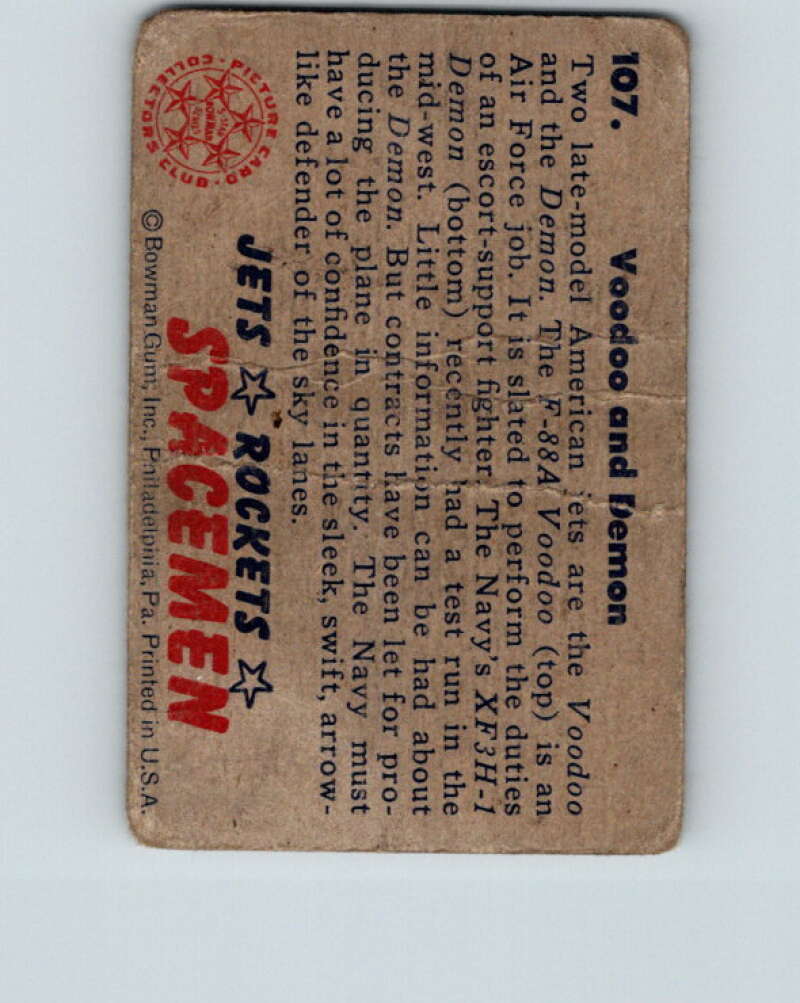 107. Voodoo and Demon
Two late-model American jets are the Voodoo
and the Demon. The F-88A Voodoo (top) is an
Air Force job. It is slated to perform the duties
of an escort-support fighter. The Navy's XF3H-1
Demon (bottom) recently had a test run in the
mid-west. Little information can be had about
the Demon. But contracts have been let for pro-
ducing the plane in quantity. The Navy must
have a lot of confidence in the sleek, swift, arrow-
like defender of the sky lanes.
JETS ROCKETS
SPACEMEN
PICTURE CARD COLLECTORS CLUB
BOWMAN
© Bowman Gum, Inc., Philadelphia, Pa. Printed in U.S.A.